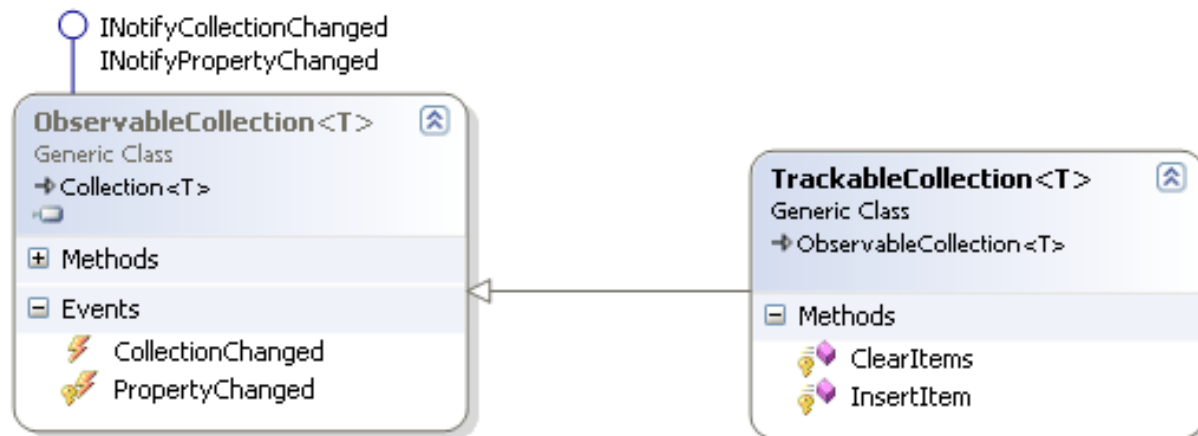 INotifyCollectionChanged
INotifyPropertyChanged
ObservableCollection<T>
Generic Class
Collection<T>
Methods
Events
CollectionChanged
PropertyChanged
TrackableCollection<T>
Generic Class
ObservableCollection<T>
Methods
ClearItems
InsertItem